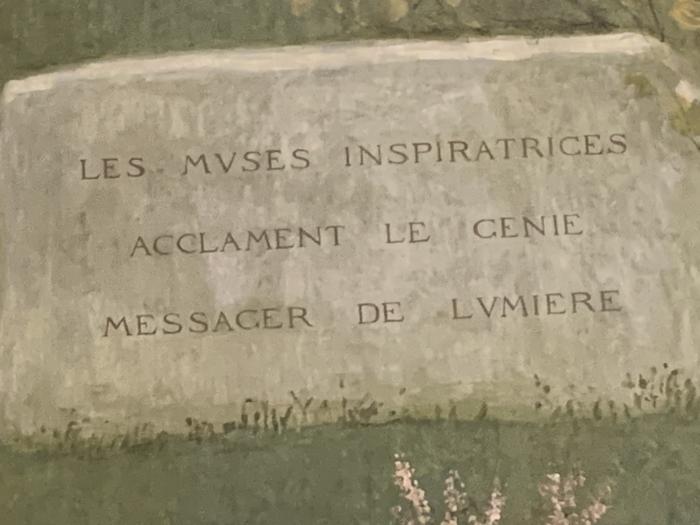 LES MVSES INSPIRATRICES
ACCLAMENT LE GENIE
MESSAGER DE LVMIERE